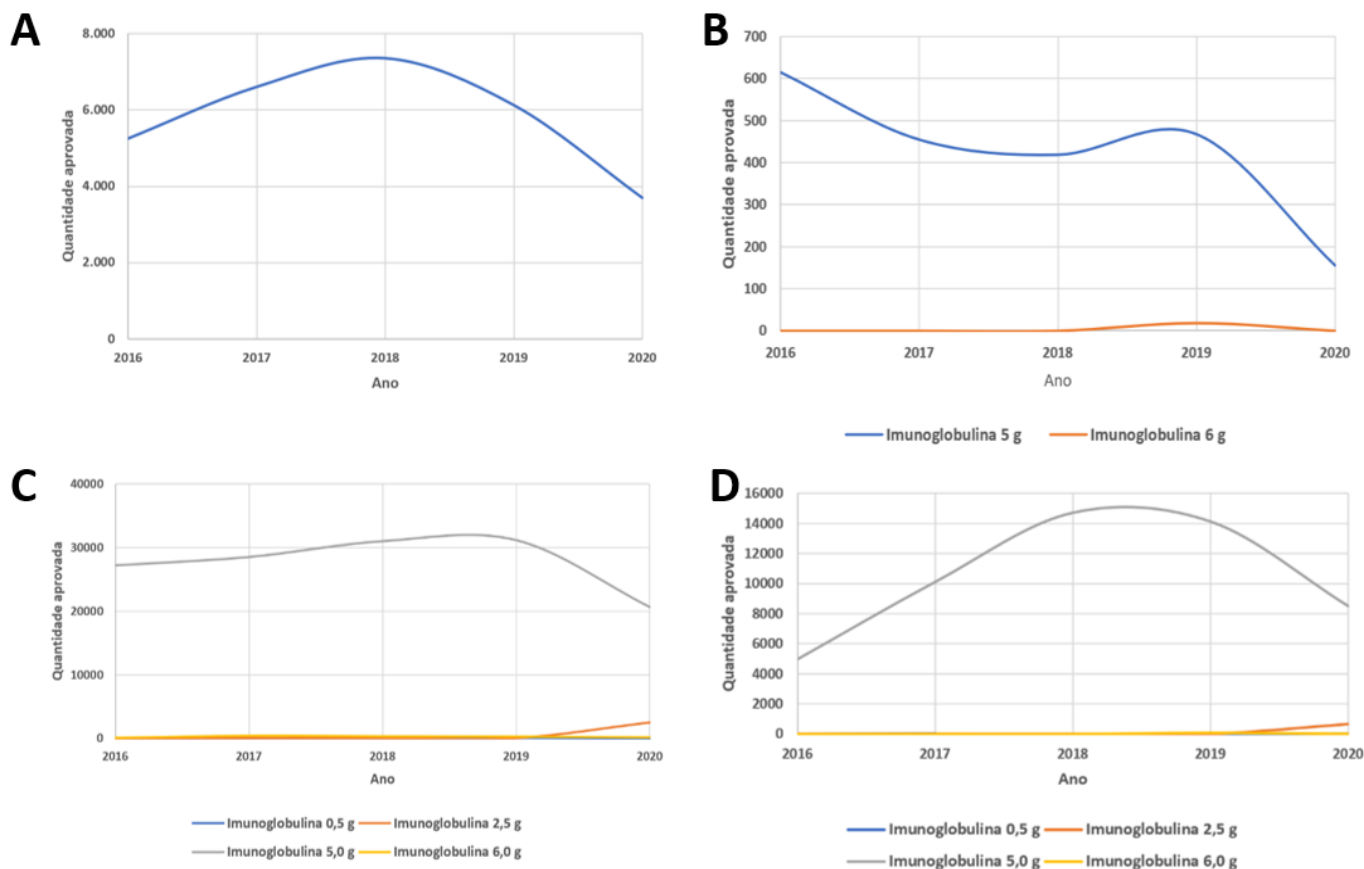 A
8.000
6.000
4.000
2.000
0
Quantidade aprovada
2016 2017 2018 2019 2020
Ano
B
700
600
500
400
300
200
100
0
Quantidade aprovada
2016 2017 2018 2019 2020
Ano
Imunoglobulina 5 g Imunoglobulina 6 g
C
40000
30000
20000
10000
0
Quantidade aprovada
2016 2017 2018 2019 2020
Ano
Imunoglobulina 0,5 g Imunoglobulina 2,5 g
Imunoglobulina 5,0 g Imunoglobulina 6,0 g
D
16000
14000
12000
10000
8000
6000
4000
2000
0
Quantidade aprovada
2016 2017 2018 2019 2020
Ano
Imunoglobulina 0,5 g Imunoglobulina 2,5 g
Imunoglobulina 5,0 g Imunoglobulina 6,0 g